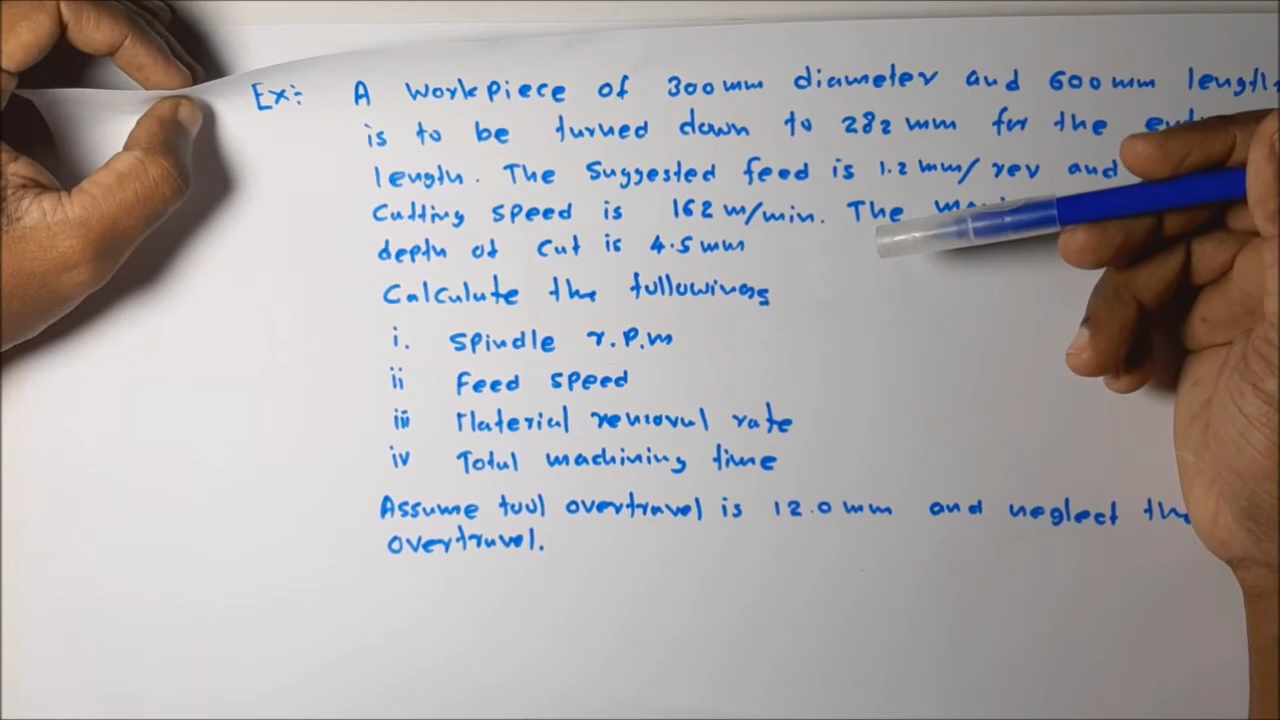 Ex:- A Workpiece of 300mm diameter and 600mm length
is to be turned down to 282mm for the
length. The Suggested feed is 1.2 mm/rev and
Cutting speed is 162 m/min. The
depth of cut is 4.5mm
Calculate the followings
i. Spindle r.p.m
ii Feed speed
iii Material removal rate
iv Total machining time
Assume tool overtravel is 12.0mm and neglect the
overtravel.